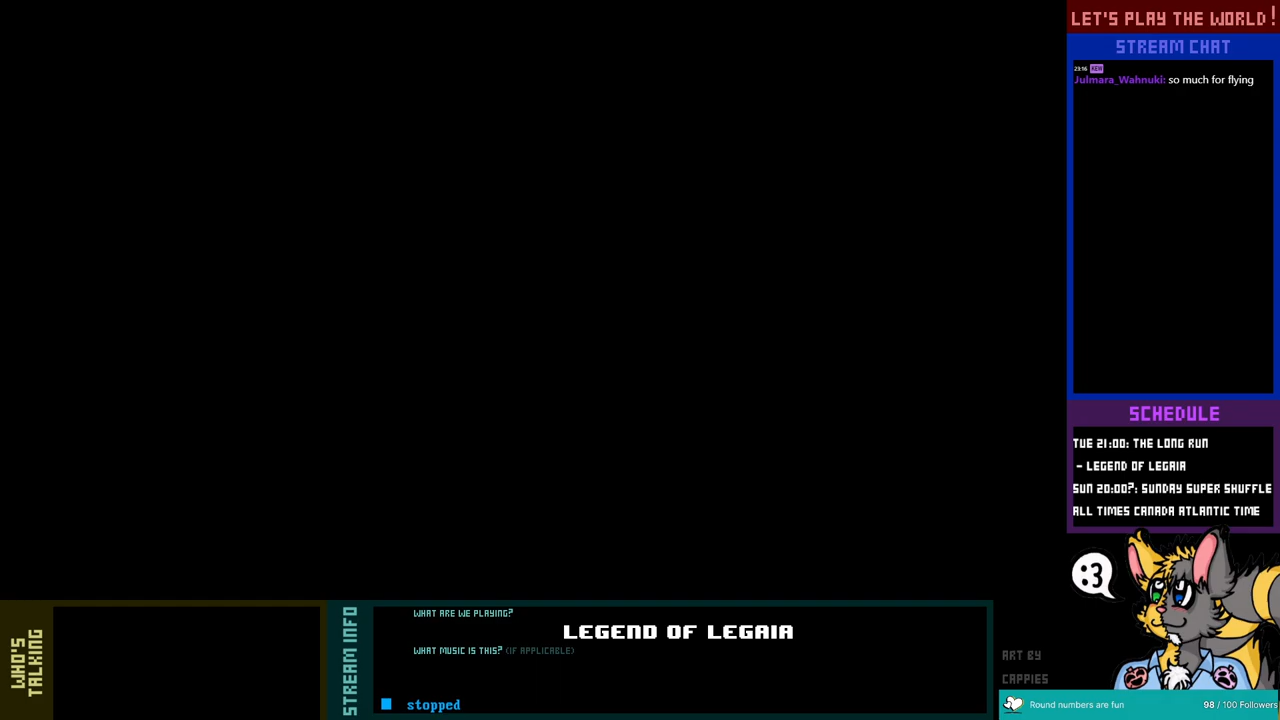 LET'S PLAY THE WORLD!
STREAM CHAT
23:16 NEW
Julmara_Wahnuki: so much for flying
SCHEDULE
TUE 21:00: THE LONG RUN
- LEGEND OF LEGAIA
SUN 20:00?: SUNDAY SUPER SHUFFLE
ALL TIMES CANADA ATLANTIC TIME
:3
WHO'S TALKING
STREAM INFO
WHAT ARE WE PLAYING?
LEGEND OF LEGAIA
WHAT MUSIC IS THIS? (IF APPLICABLE)
stopped
ART BY
CAPPIES
Round numbers are fun 98 / 100 Followers